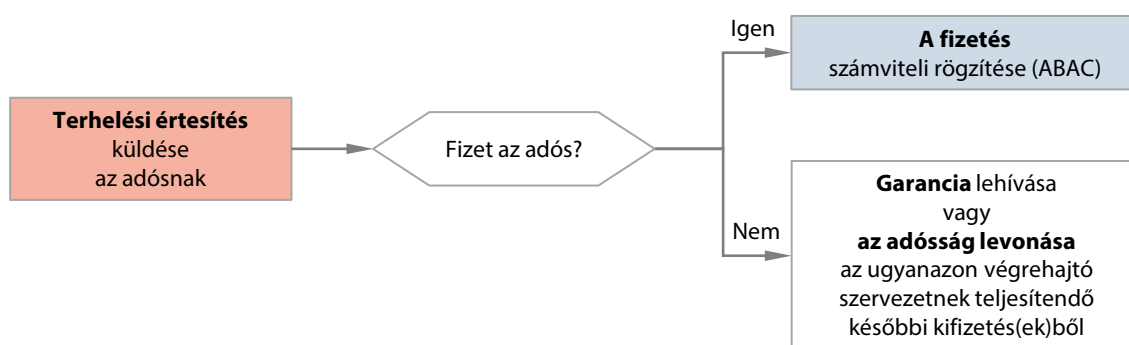 Terhelési értesítés
küldése
az adósnak
Fizet az adós?
Igen
A fizetés
számviteli rögzítése (ABAC)
Nem
Garancia lehívása
vagy
az adósság levonása
az ugyanazon végrehajtó
szervezetnek teljesítendő
későbbi kifizetés(ek)ből